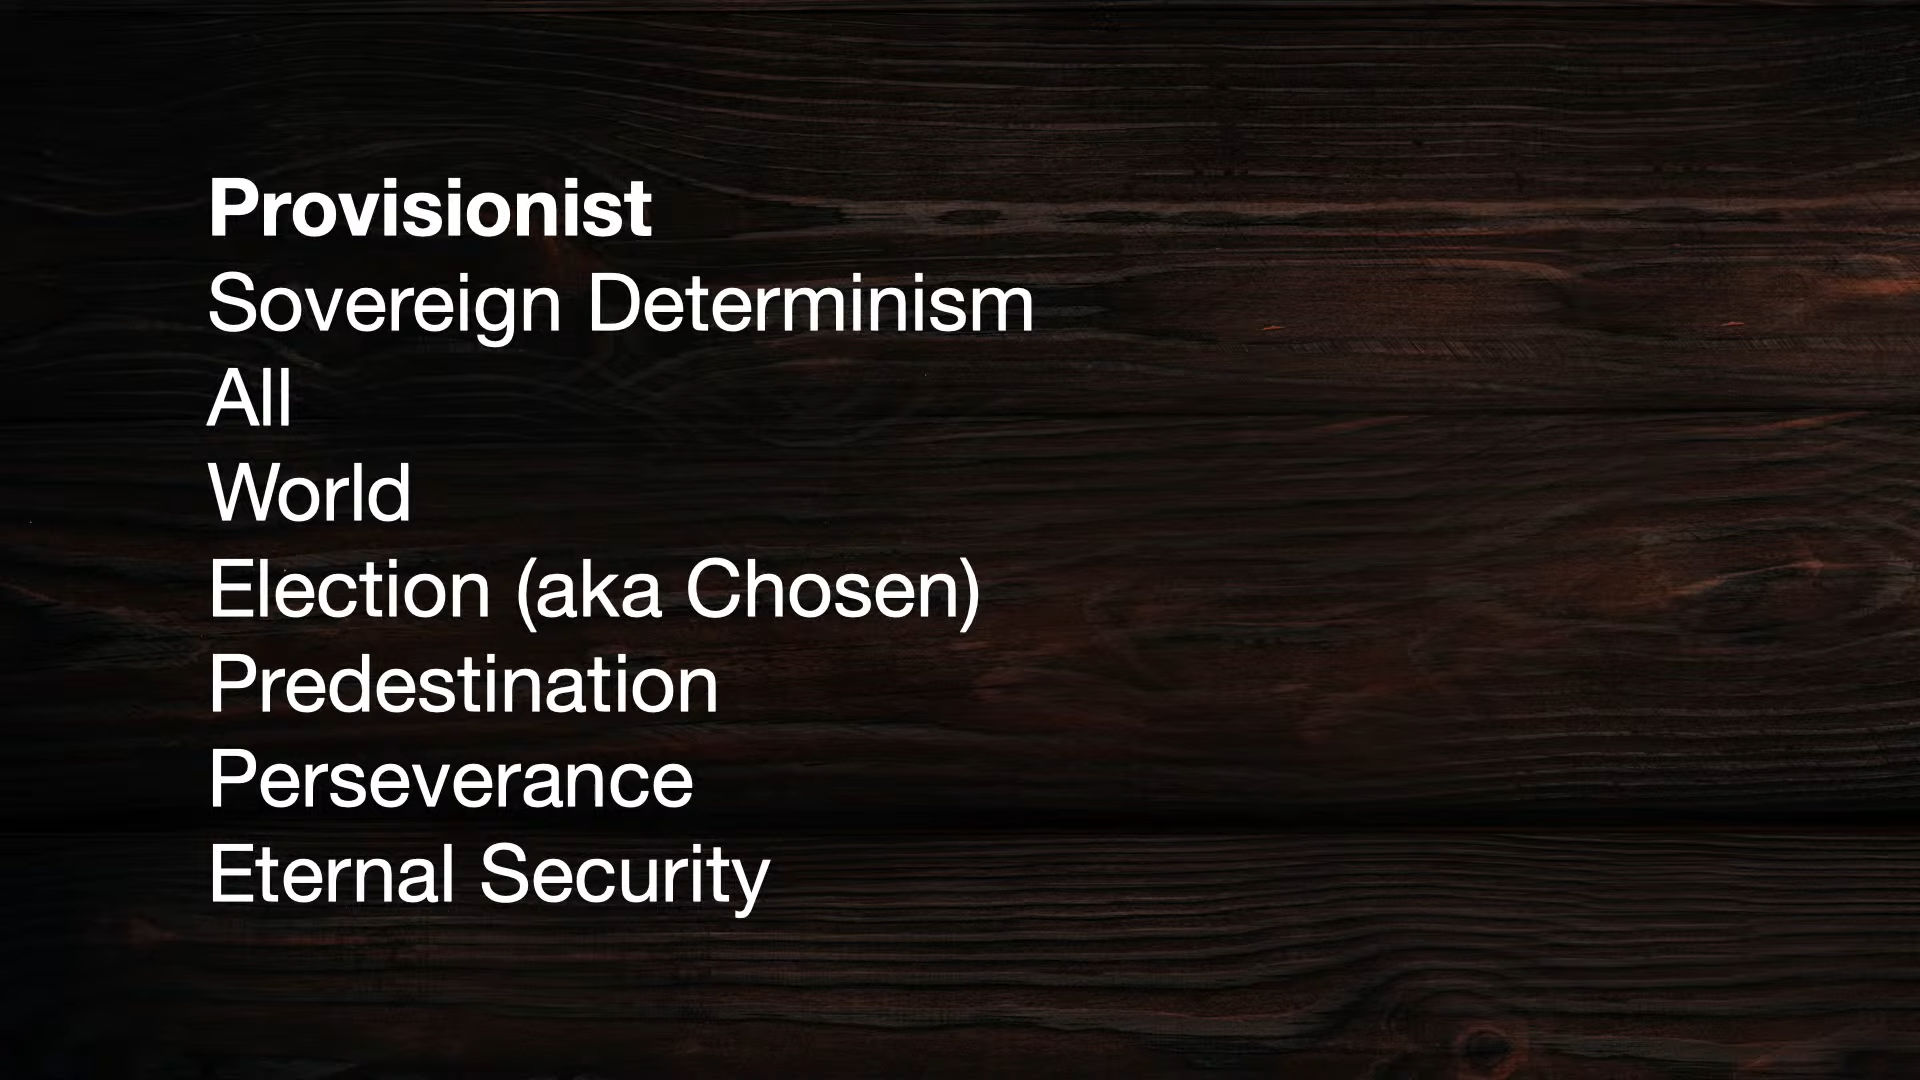 Provisionist
Sovereign Determinism
All
World
Election (aka Chosen)
Predestination
Perseverance
Eternal Security